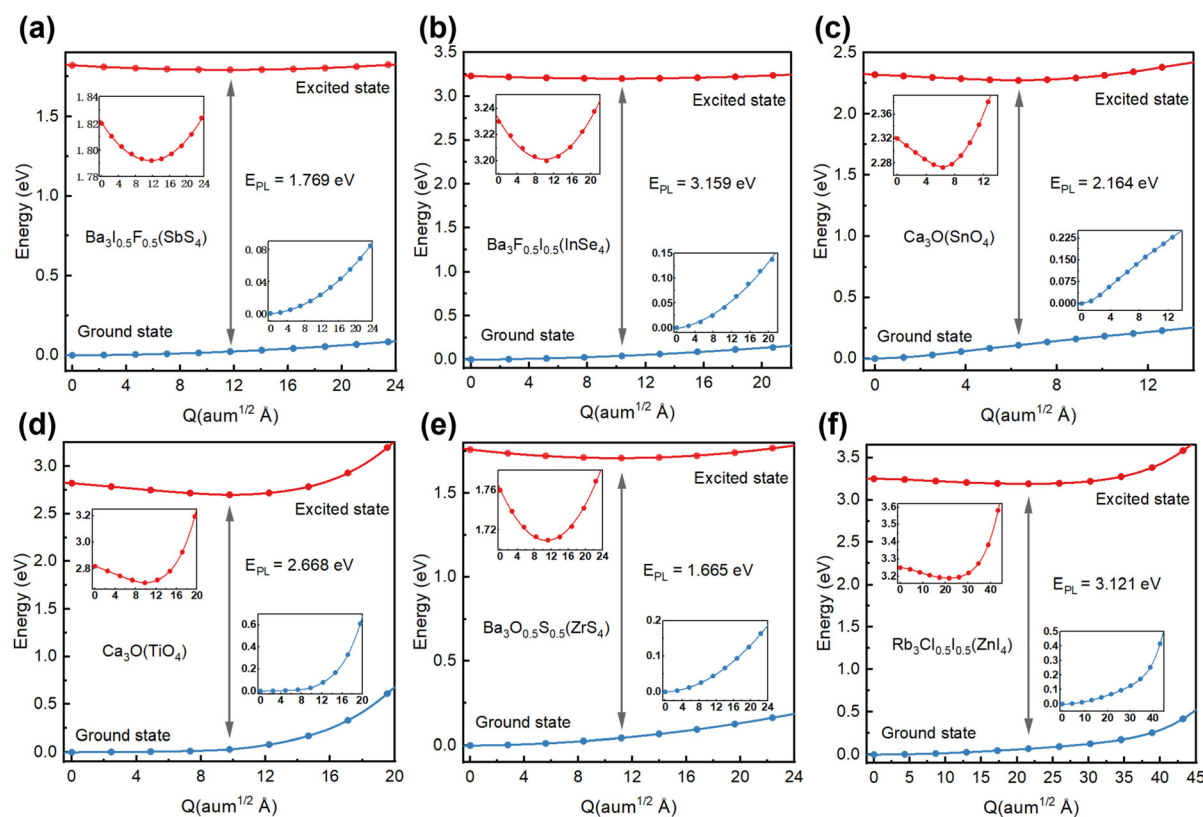 (a)
Energy (eV)
0.0
0.5
1.0
1.5
Excited state
1.84
1.82
1.80
1.78
0 4 8 12 16 20 24
E_PL = 1.769 eV
Ba₃I₀.₅F₀.₅(SbS₄)
0.08
0.04
0.00
0 2 4 6 8 10 12 14 16 18 20 22 24
Ground state
0 4 8 12 16 20 24
Q(aum^1/2 Å)
(b)
Energy (eV)
3.5
3.0
2.5
2.0
1.5
1.0
0.5
0.0
Excited state
3.24
3.22
3.20
0 4 8 12 16 20
E_PL = 3.159 eV
Ba₃F₀.₅I₀.₅(InSe₄)
0.15
0.10
0.05
0.00
0 2 4 6 8 10 12 14 16 18 20 22
Ground state
0 4 8 12 16 20
Q(aum^1/2 Å)
(c)
Energy (eV)
2.5
2.0
1.5
1.0
0.5
0.0
Excited state
2.36
2.32
2.28
0 4 8 12
E_PL = 2.164 eV
Ca₃O(SnO₄)
0.225
0.150
0.075
0.000
0 2 4 6 8 10 12
Ground state
0 4 8 12
Q(aum^1/2 Å)
(d)
Energy (eV)
3.0
2.5
2.0
1.5
1.0
0.5
0.0
Excited state
3.2
3.0
2.8
2.6
0 4 8 12 16 20
E_PL = 2.668 eV
Ca₃O(TiO₄)
0.6
0.4
0.2
0.0
0 4 8 12 16 20
Ground state
0 4 8 12 16 20
Q(aum^1/2 Å)
(e)
Energy (eV)
1.5
1.0
0.5
0.0
Excited state
1.76
1.72
0 4 8 12 16 20 24
E_PL = 1.665 eV
Ba₃O₀.₅S₀.₅(ZrS₄)
0.2
0.1
0.0
0 4 8 12 16 20 24
Ground state
0 4 8 12 16 20 24
Q(aum^1/2 Å)
(f)
Energy (eV)
3.5
3.0
2.5
2.0
1.5
1.0
0.5
0.0
Excited state
3.6
3.5
3.4
3.3
3.2
0 10 20 30 40
E_PL = 3.121 eV
Rb₃Cl₀.₅I₀.₅(ZnI₄)
0.5
0.4
0.3
0.2
0.1
0.0
0 10 20 30 40
Ground state
0 5 10 15 20 25 30 35 40 45
Q(aum^1/2 Å)